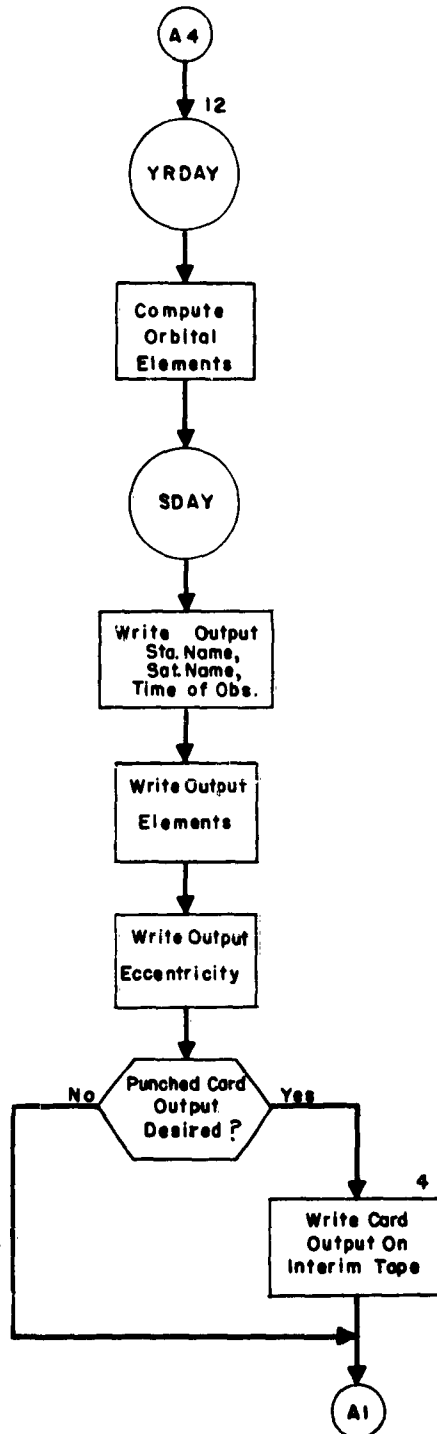 A4
12
YRDAY
Compute
Orbital
Elements
SDAY
Write Output
Sta. Name,
Sat. Name,
Time of Obs.
Write Output
Elements
Write Output
Eccentricity
No
Punched Card
Output
Desired?
Yes
4
Write Card
Output On
Interim Tape
A1